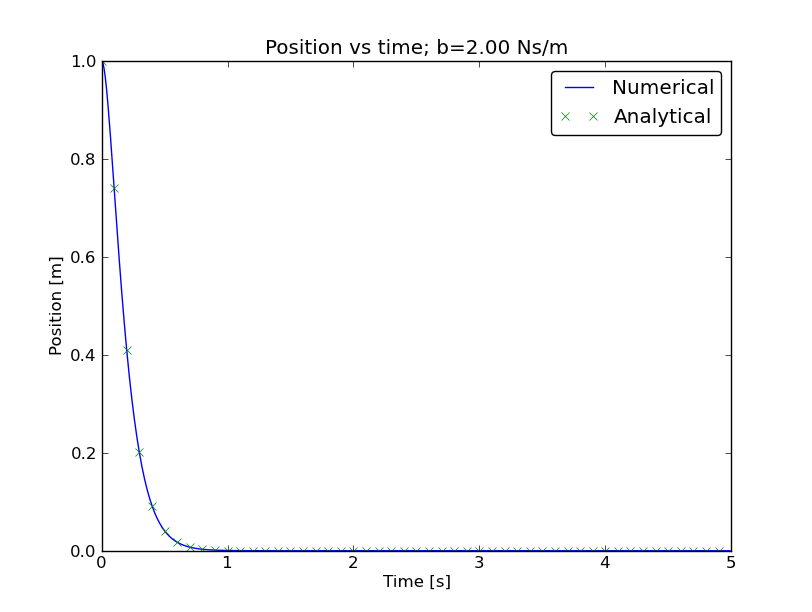 Position vs time; b=2.00 Ns/m
Numerical
Analytical
1.0
0.8
0.6
0.4
0.2
0.0
Position [m]
0 1 2 3 4 5
Time [s]